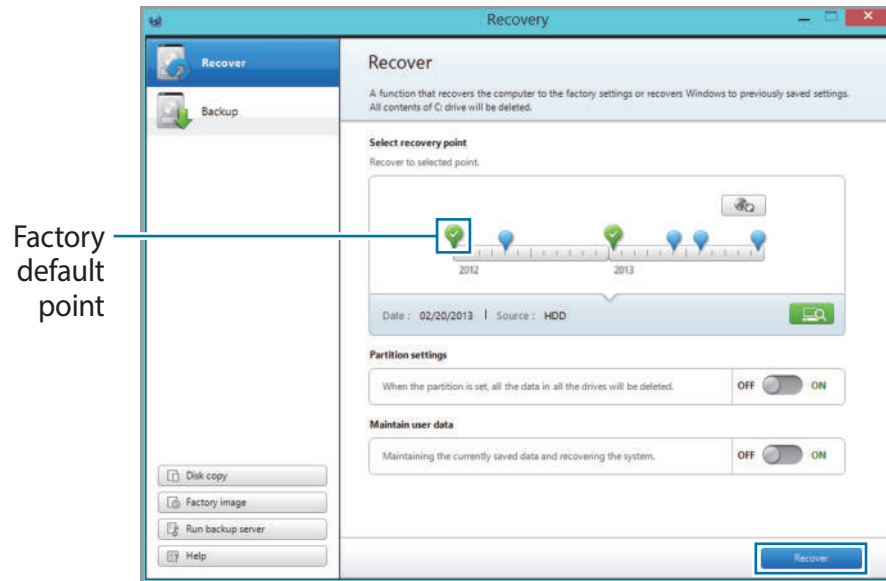 Recovery
Recover
Backup
Recover
A function that recovers the computer to the factory settings or recovers Windows to previously saved settings.
All contents of C: drive will be deleted.
Select recovery point
Recover to selected point.
Factory
default
point
2012
2013
Date : 02/20/2013 | Source : HDD
Partition settings
When the partition is set, all the data in all the drives will be deleted.
OFF ON
Maintain user data
Maintaining the currently saved data and recovering the system.
OFF ON
Disk copy
Factory image
Run backup server
Help
Recover